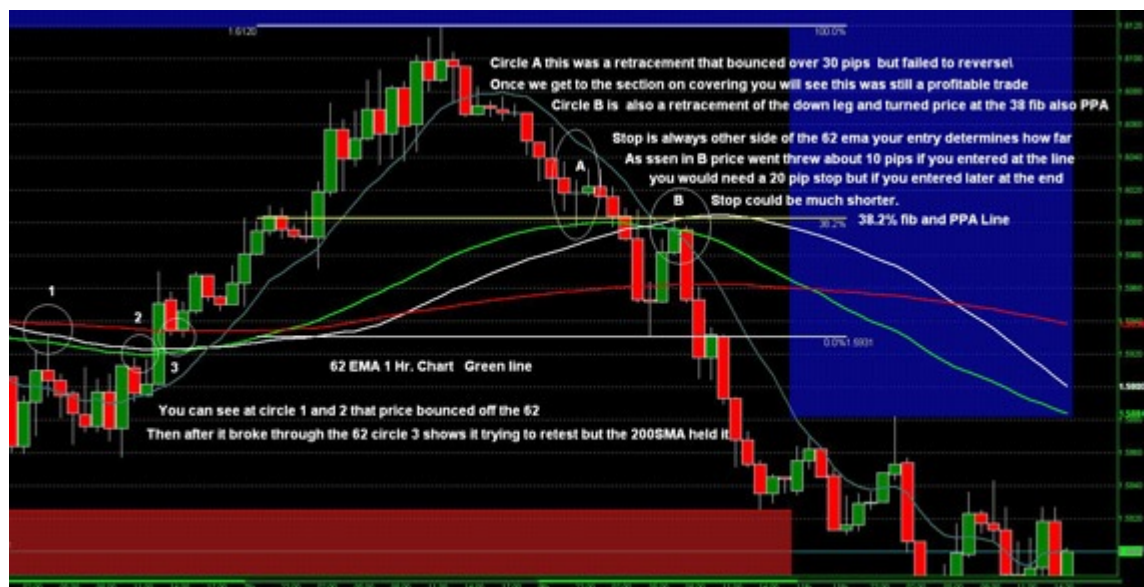 1.6120
100.0%
Circle A this was a retracement that bounced over 30 pips but failed to reverse\
Once we get to the section on covering you will see this was still a profitable trade
Circle B is also a retracement of the down leg and turned price at the 38 fib also PPA
Stop is always other side of the 62 ema your entry determines how far
As ssen in B price went threw about 10 pips if you entered at the line
you would need a 20 pip stop but if you entered later at the end
Stop could be much shorter.
A
B
38.2%
38.2% fib and PPA Line
1
2
3
0.0%1.5931
62 EMA 1 Hr. Chart Green line
You can see at circle 1 and 2 that price bounced off the 62
Then after it broke through the 62 circle 3 shows it trying to retest but the 200SMA held it